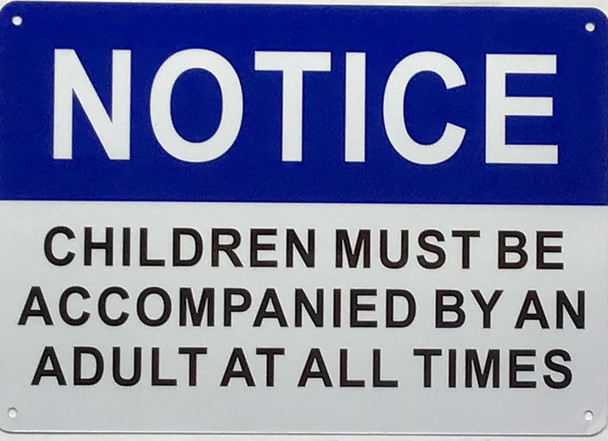 NOTICE
CHILDREN MUST BE
ACCOMPANIED BY AN
ADULT AT ALL TIMES